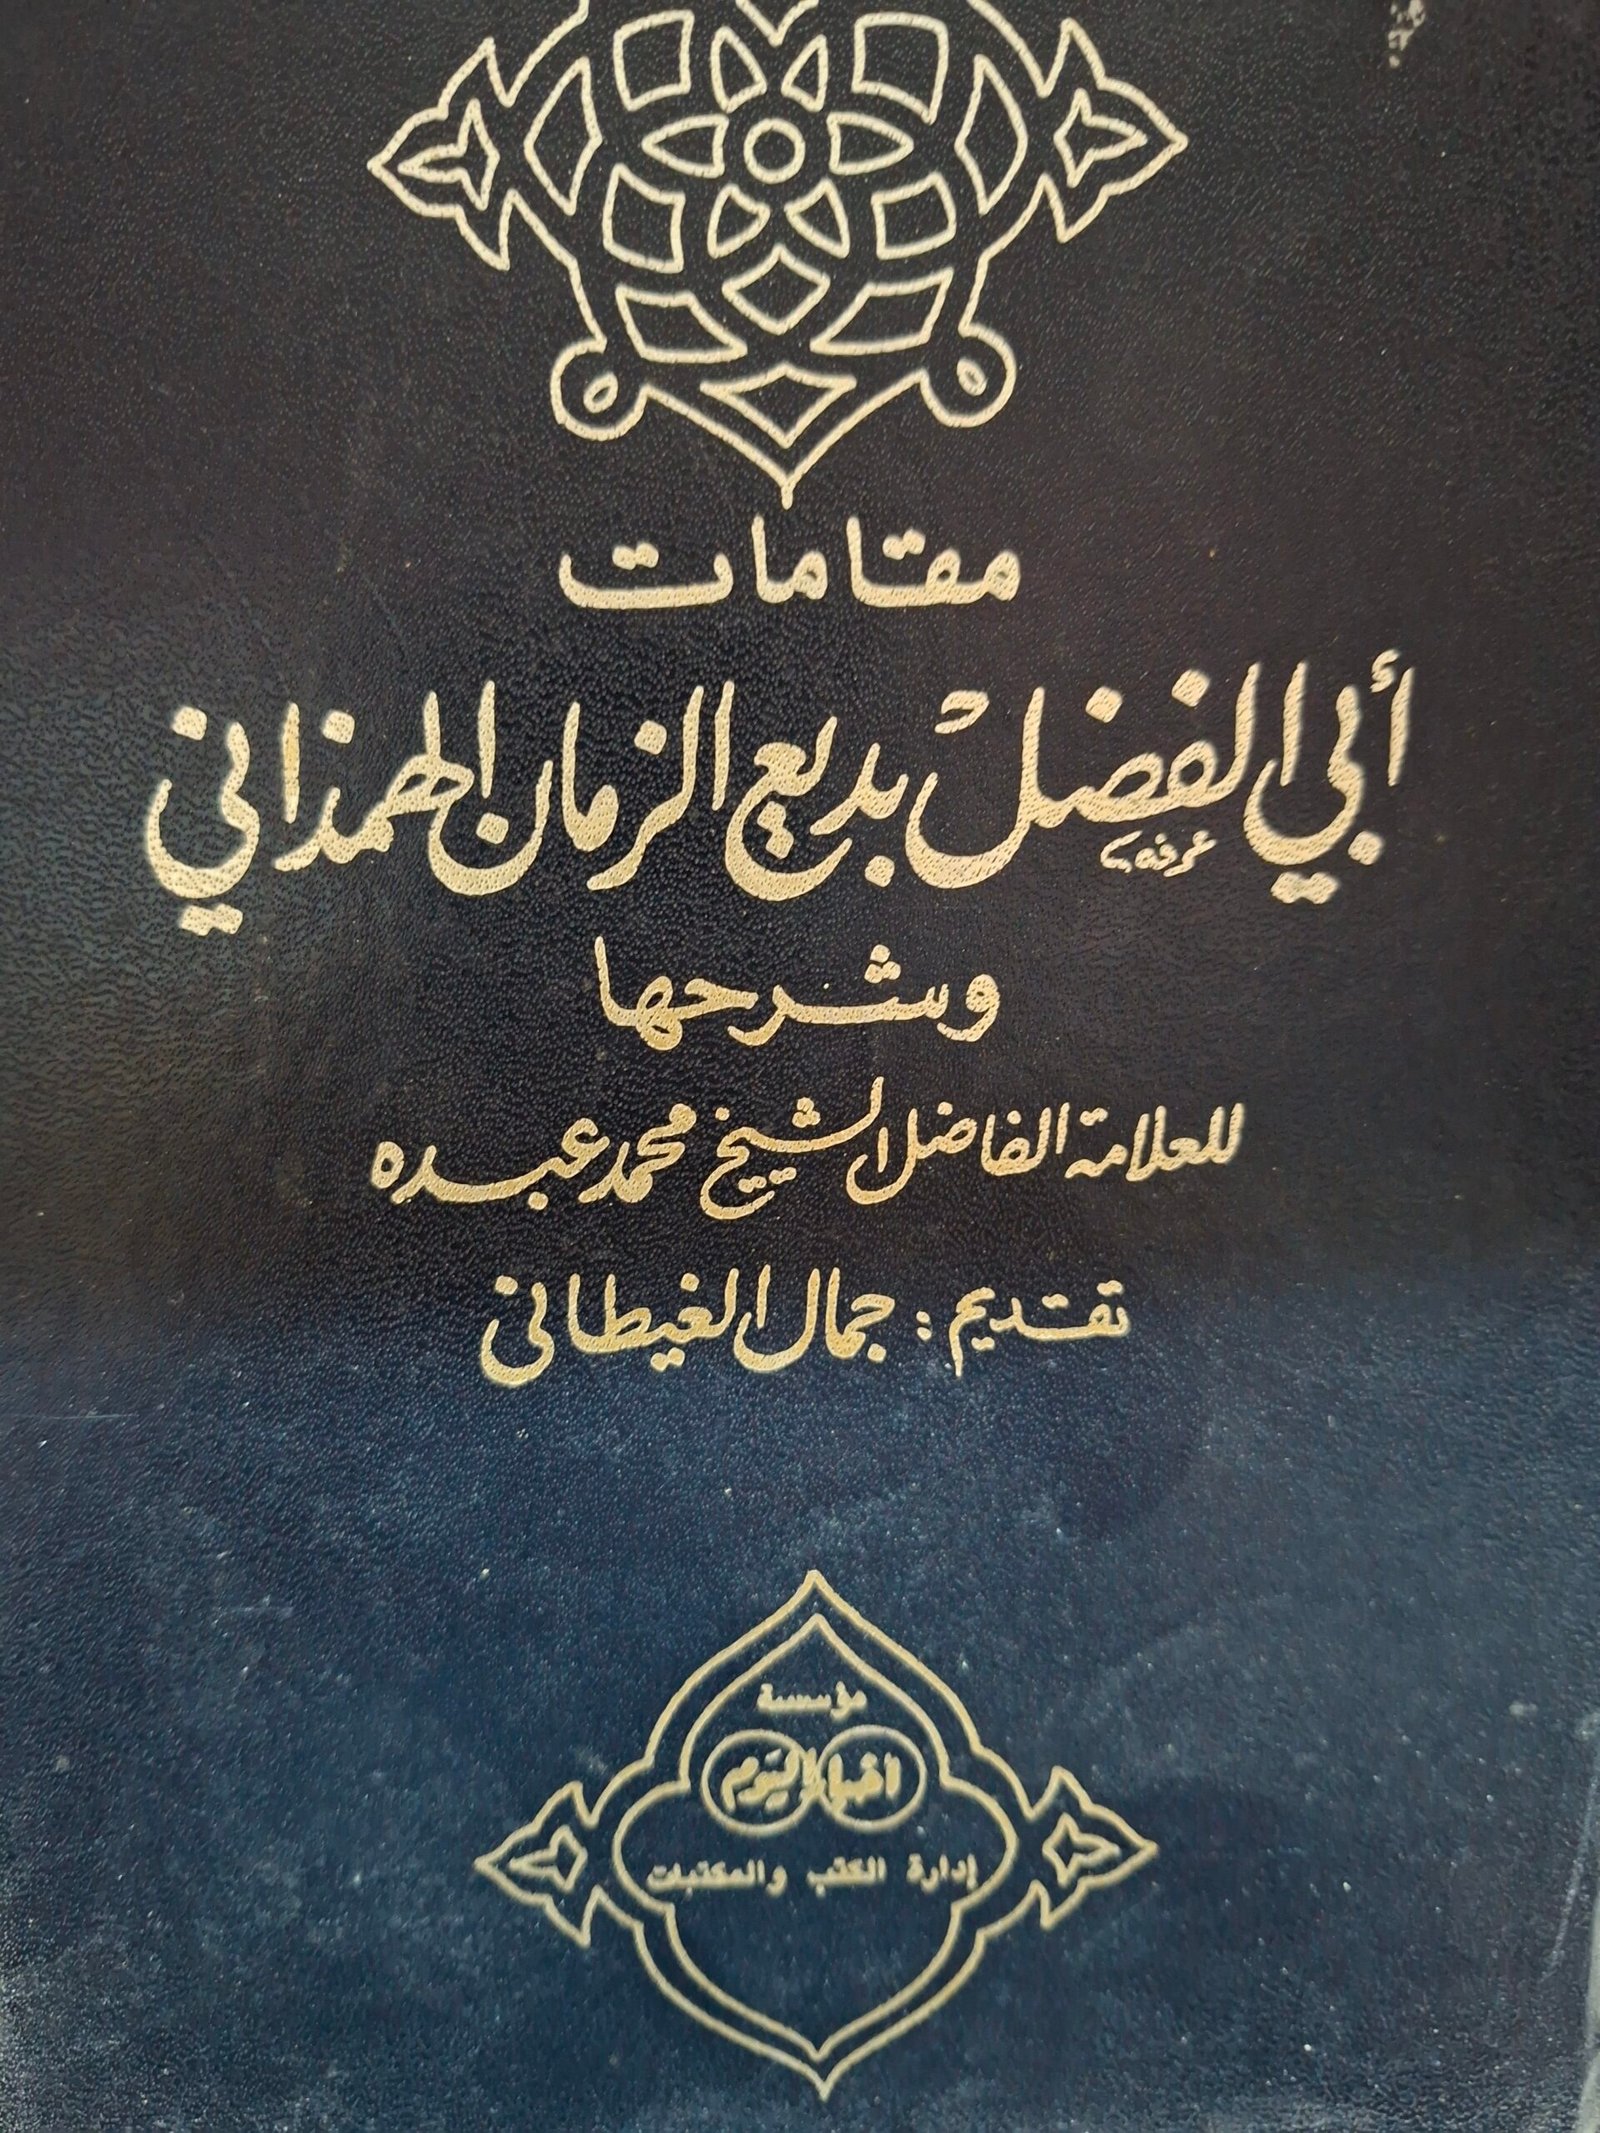 مقامات
أبي الفضل بديع الزمان الهمذاني
وشرحها
للعلامة الفاضل الشيخ محمد عبده
تقديم : جمال الغيطاني
مؤسسة
اخبار اليوم
إدارة الكتب والمكتبات